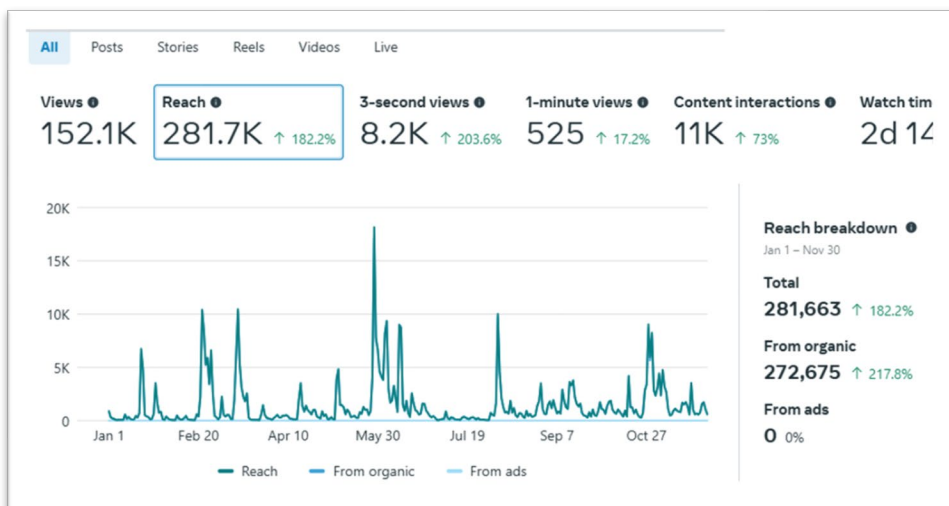 All Posts Stories Reels Videos Live
Views Reach 3-second views 1-minute views Content interactions Watch tim
152.1K 281.7K ↑ 182.2% 8.2K ↑ 203.6% 525 ↑ 17.2% 11K ↑ 73% 2d 14
20K
15K
10K
5K
0
Jan 1 Feb 20 Apr 10 May 30 Jul 19 Sep 7 Oct 27
Reach From organic From ads
Reach breakdown
Jan 1 – Nov 30
Total
281,663 ↑ 182.2%
From organic
272,675 ↑ 217.8%
From ads
0 0%